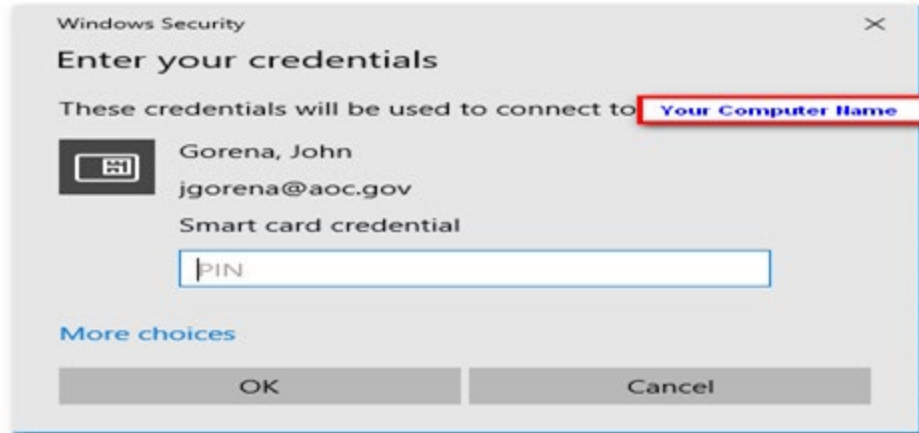 Windows Security
Enter your credentials
These credentials will be used to connect to Your Computer Name
Gorena, John
jgorena@aoc.gov
Smart card credential
PIN
More choices
OK Cancel